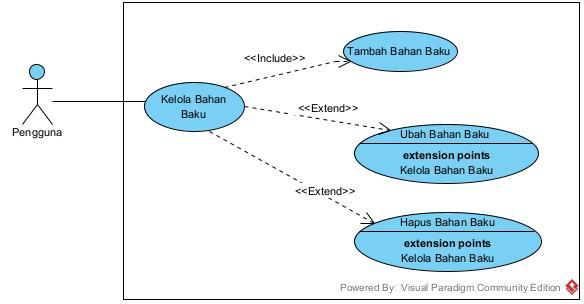 <<Include>>
Tambah Bahan Baku
Kelola Bahan
Baku
<<Extend>>
Pengguna
Ubah Bahan Baku
extension points
Kelola Bahan Baku
<<Extend>>
Hapus Bahan Baku
extension points
Kelola Bahan Baku
Powered By: Visual Paradigm Community Edition